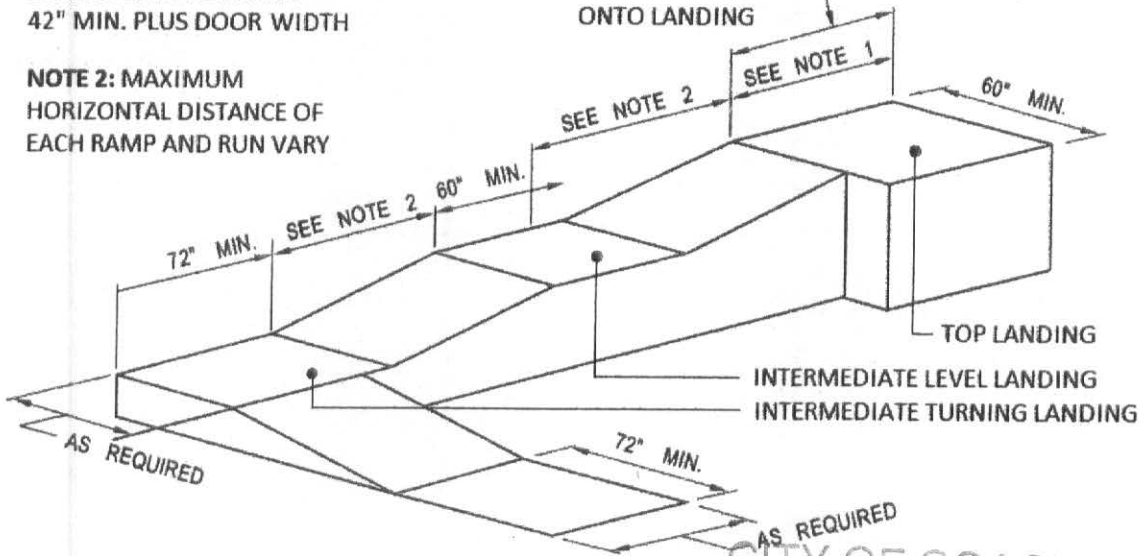 42" MIN. PLUS DOOR WIDTH
ONTO LANDING
NOTE 2: MAXIMUM
HORIZONTAL DISTANCE OF
EACH RAMP AND RUN VARY
SEE NOTE 1
SEE NOTE 2
60" MIN.
60" MIN.
SEE NOTE 2
72" MIN.
TOP LANDING
INTERMEDIATE LEVEL LANDING
INTERMEDIATE TURNING LANDING
AS REQUIRED
72" MIN.
AS REQUIRED
CITY OF